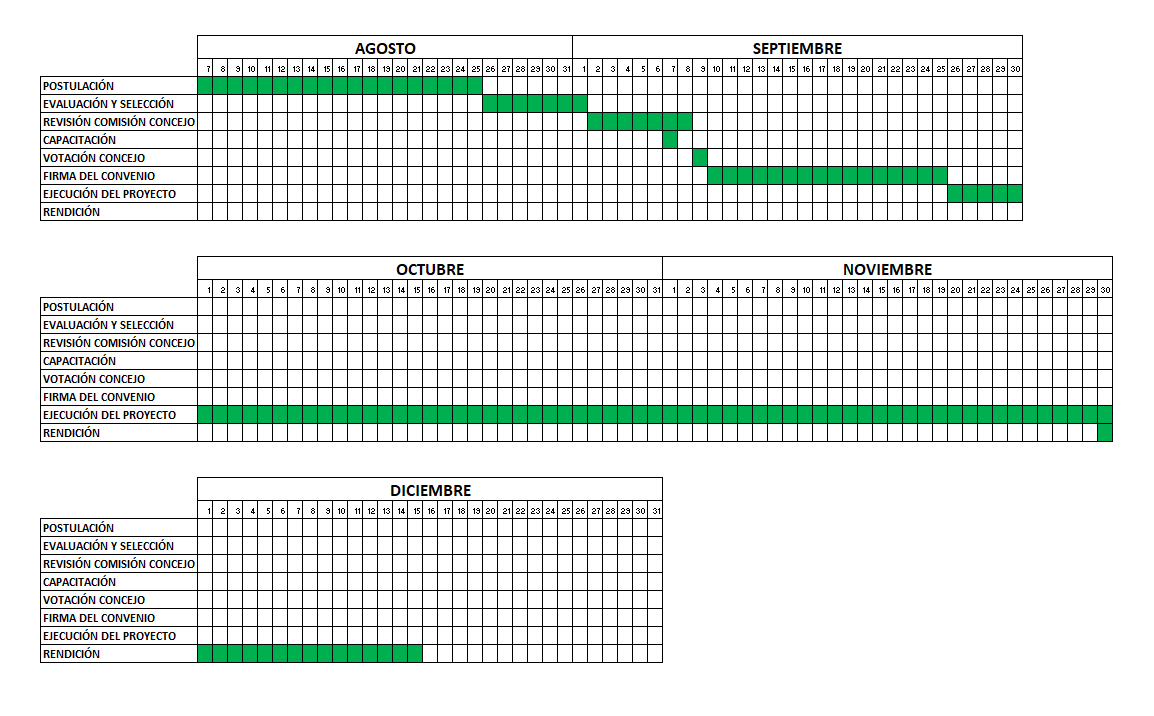 AGOSTO SEPTIEMBRE
7 8 9 10 11 12 13 14 15 16 17 18 19 20 21 22 23 24 25 26 27 28 29 30 31 1 2 3 4 5 6 7 8 9 10 11 12 13 14 15 16 17 18 19 20 21 22 23 24 25 26 27 28 29 30
POSTULACIÓN
EVALUACIÓN Y SELECCIÓN
REVISIÓN COMISIÓN CONCEJO
CAPACITACIÓN
VOTACIÓN CONCEJO
FIRMA DEL CONVENIO
EJECUCIÓN DEL PROYECTO
RENDICIÓN
OCTUBRE NOVIEMBRE
1 2 3 4 5 6 7 8 9 10 11 12 13 14 15 16 17 18 19 20 21 22 23 24 25 26 27 28 29 30 31 1 2 3 4 5 6 7 8 9 10 11 12 13 14 15 16 17 18 19 20 21 22 23 24 25 26 27 28 29 30
POSTULACIÓN
EVALUACIÓN Y SELECCIÓN
REVISIÓN COMISIÓN CONCEJO
CAPACITACIÓN
VOTACIÓN CONCEJO
FIRMA DEL CONVENIO
EJECUCIÓN DEL PROYECTO
RENDICIÓN
DICIEMBRE
1 2 3 4 5 6 7 8 9 10 11 12 13 14 15 16 17 18 19 20 21 22 23 24 25 26 27 28 29 30 31
POSTULACIÓN
EVALUACIÓN Y SELECCIÓN
REVISIÓN COMISIÓN CONCEJO
CAPACITACIÓN
VOTACIÓN CONCEJO
FIRMA DEL CONVENIO
EJECUCIÓN DEL PROYECTO
RENDICIÓN